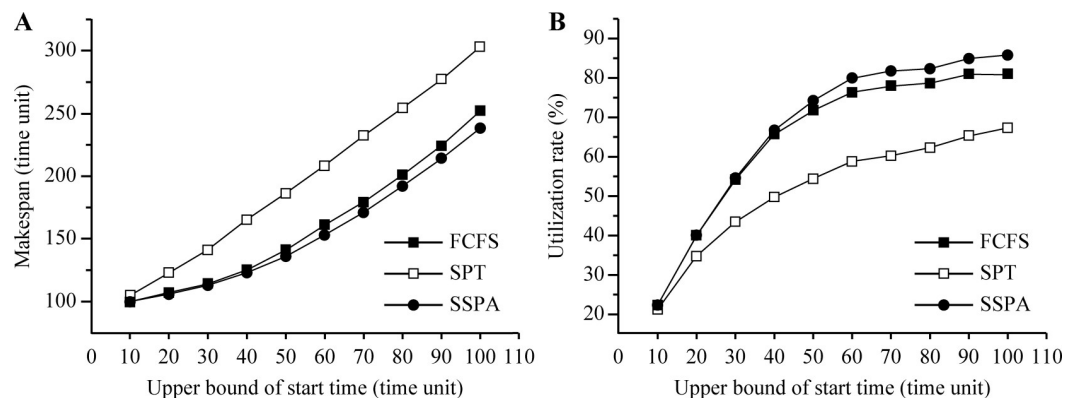 A
Makespan (time unit)
300
250
200
150
100
FCFS
SPT
SSPA
0 10 20 30 40 50 60 70 80 90 100 110
Upper bound of start time (time unit)
B
Utilization rate (%)
90
80
70
60
50
40
30
20
FCFS
SPT
SSPA
0 10 20 30 40 50 60 70 80 90 100 110
Upper bound of start time (time unit)